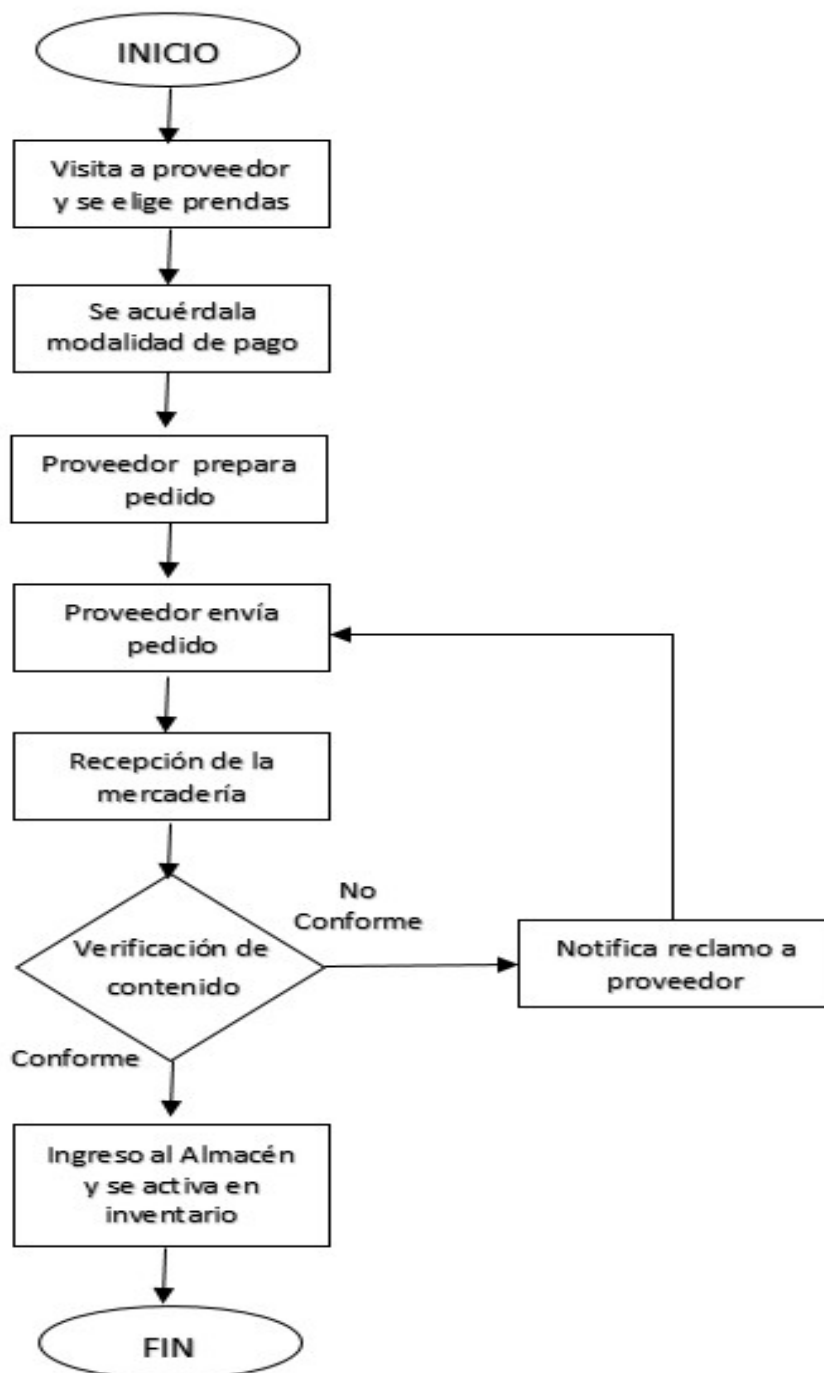 INICIO
Visita a proveedor
y se elige prendas
Se acuérdala
modalidad de pago
Proveedor prepara
pedido
Proveedor envía
pedido
Recepción de la
mercadería
No
Conforme
Verificación de
contenido
Notifica reclamo a
proveedor
Conforme
Ingreso al Almacén
y se activa en
inventario
FIN